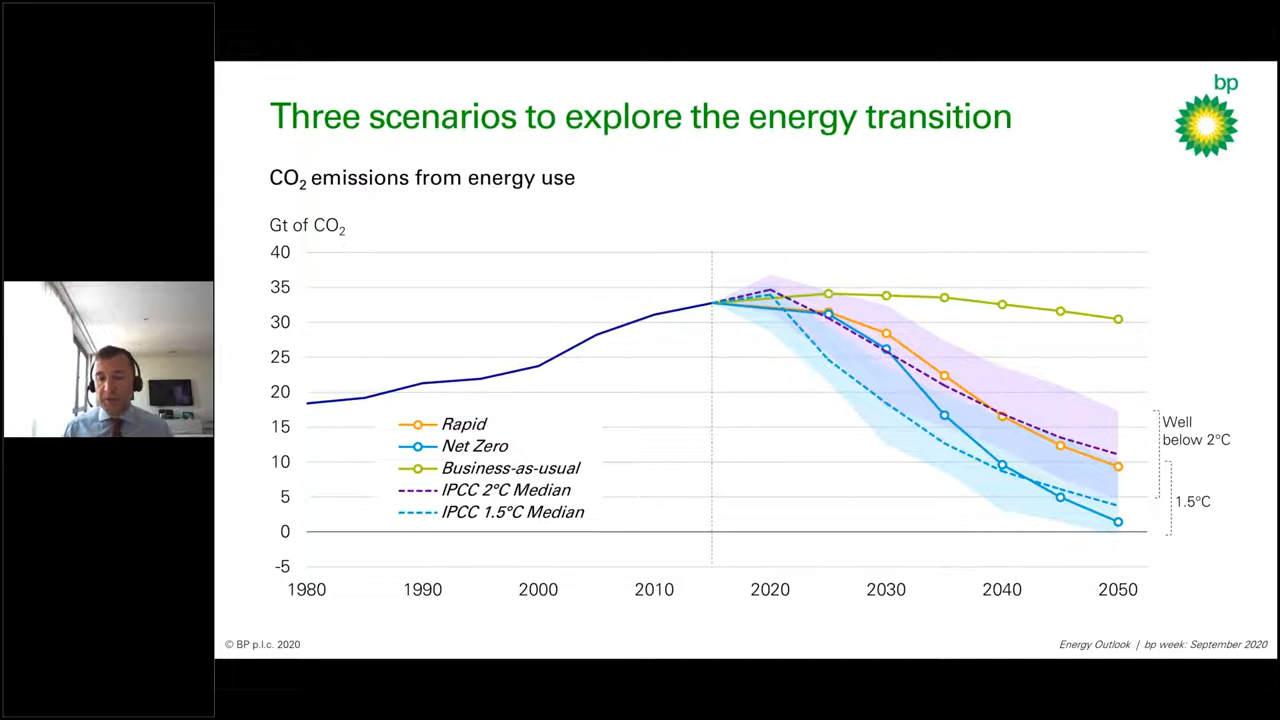 bp
Three scenarios to explore the energy transition
CO₂ emissions from energy use
Gt of CO₂
40
35
30
25
20
15
10
5
0
-5
Rapid
Net Zero
Business-as-usual
IPCC 2°C Median
IPCC 1.5°C Median
Well
below 2°C
1.5°C
1980 1990 2000 2010 2020 2030 2040 2050
© BP p.l.c. 2020
Energy Outlook | bp week: September 2020